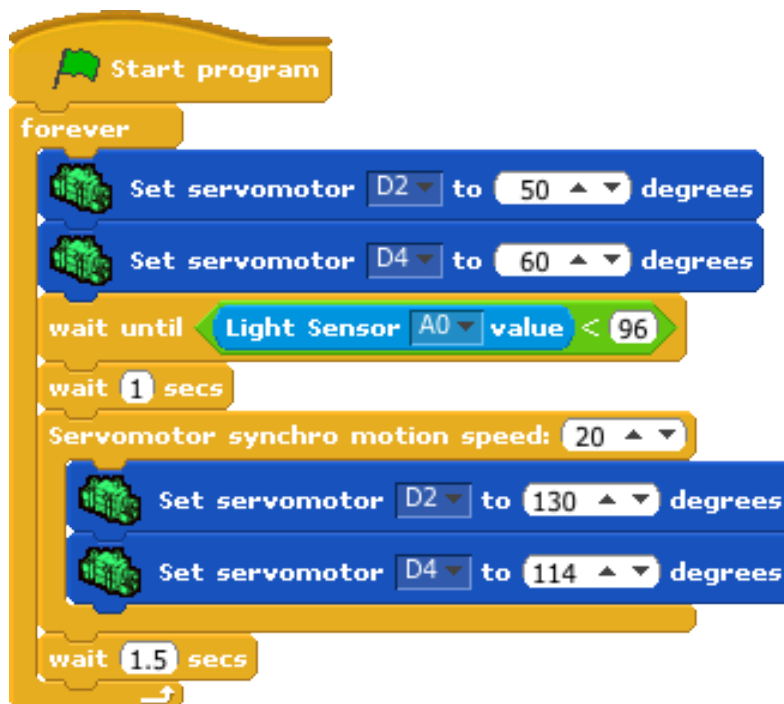 Start program
forever
Set servomotor D2 to 50 degrees
Set servomotor D4 to 60 degrees
wait until Light Sensor A0 value < 96
wait 1 secs
Servomotor synchro motion speed: 20
Set servomotor D2 to 130 degrees
Set servomotor D4 to 114 degrees
wait 1.5 secs